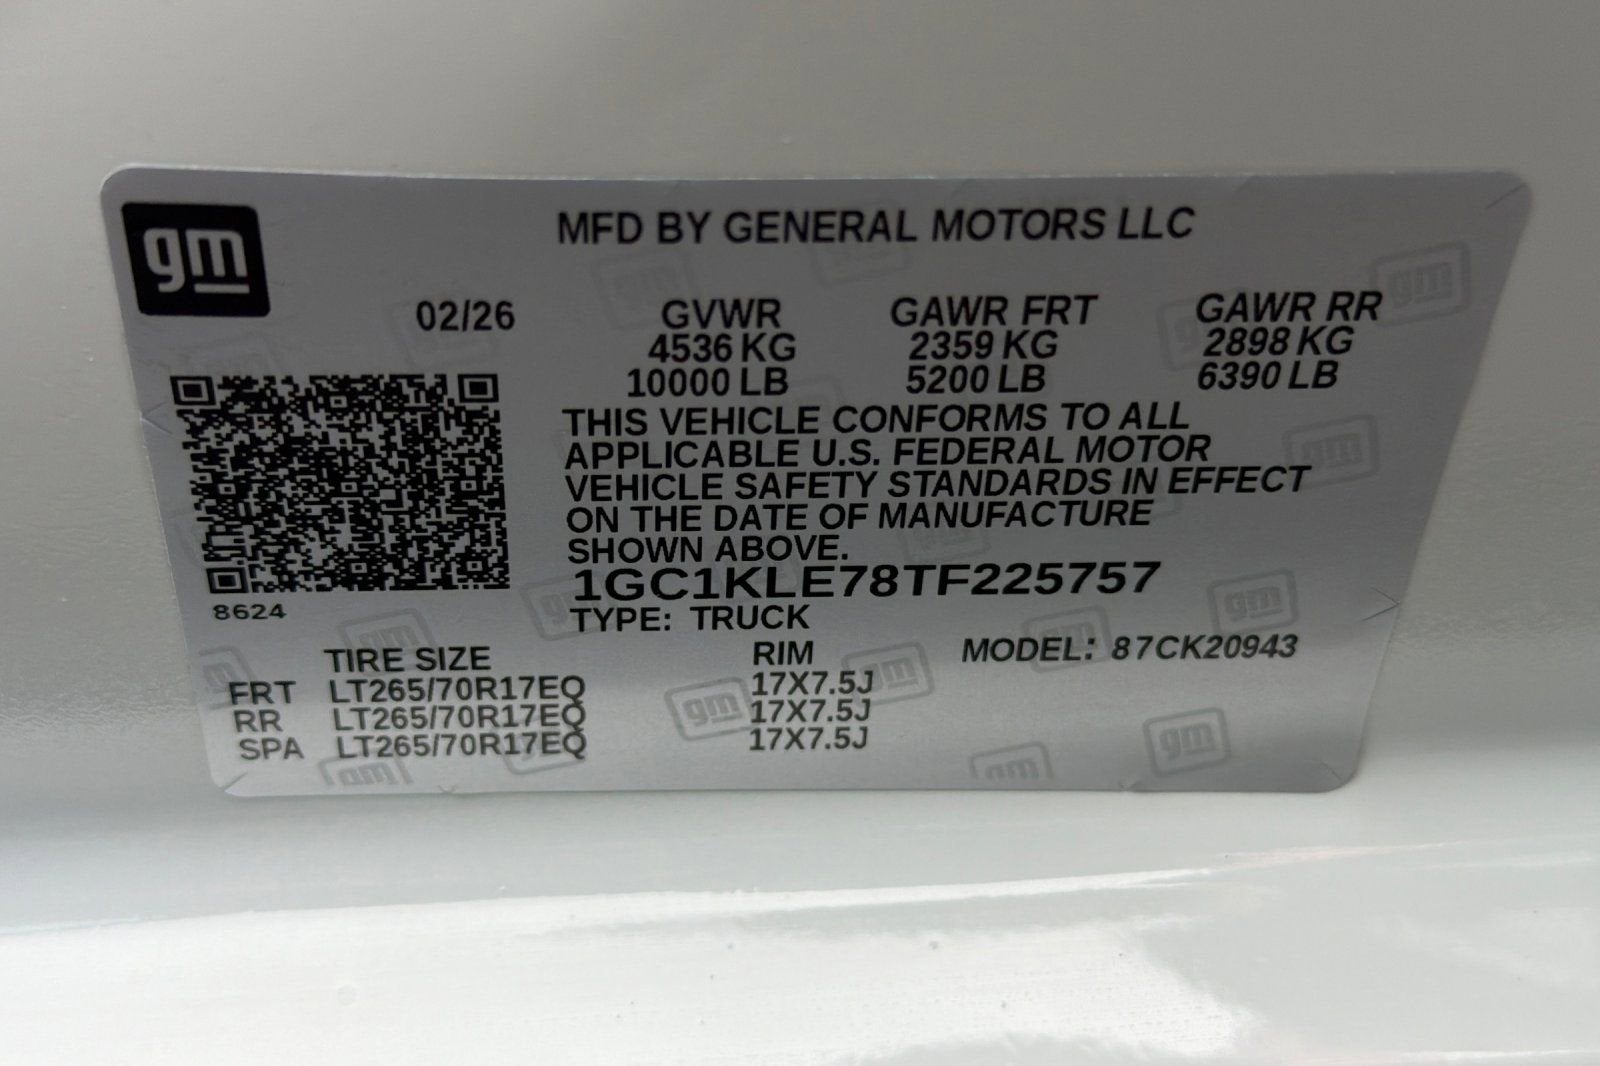 gm
MFD BY GENERAL MOTORS LLC
02/26 GVWR GAWR FRT GAWR RR
4536 KG 2359 KG 2898 KG
10000 LB 5200 LB 6390 LB
THIS VEHICLE CONFORMS TO ALL
APPLICABLE U.S. FEDERAL MOTOR
VEHICLE SAFETY STANDARDS IN EFFECT
ON THE DATE OF MANUFACTURE
SHOWN ABOVE.
1GC1KLE78TF225757
8624
TYPE: TRUCK
TIRE SIZE RIM MODEL: 87CK20943
FRT LT265/70R17EQ 17X7.5J
RR LT265/70R17EQ 17X7.5J
SPA LT265/70R17EQ 17X7.5J